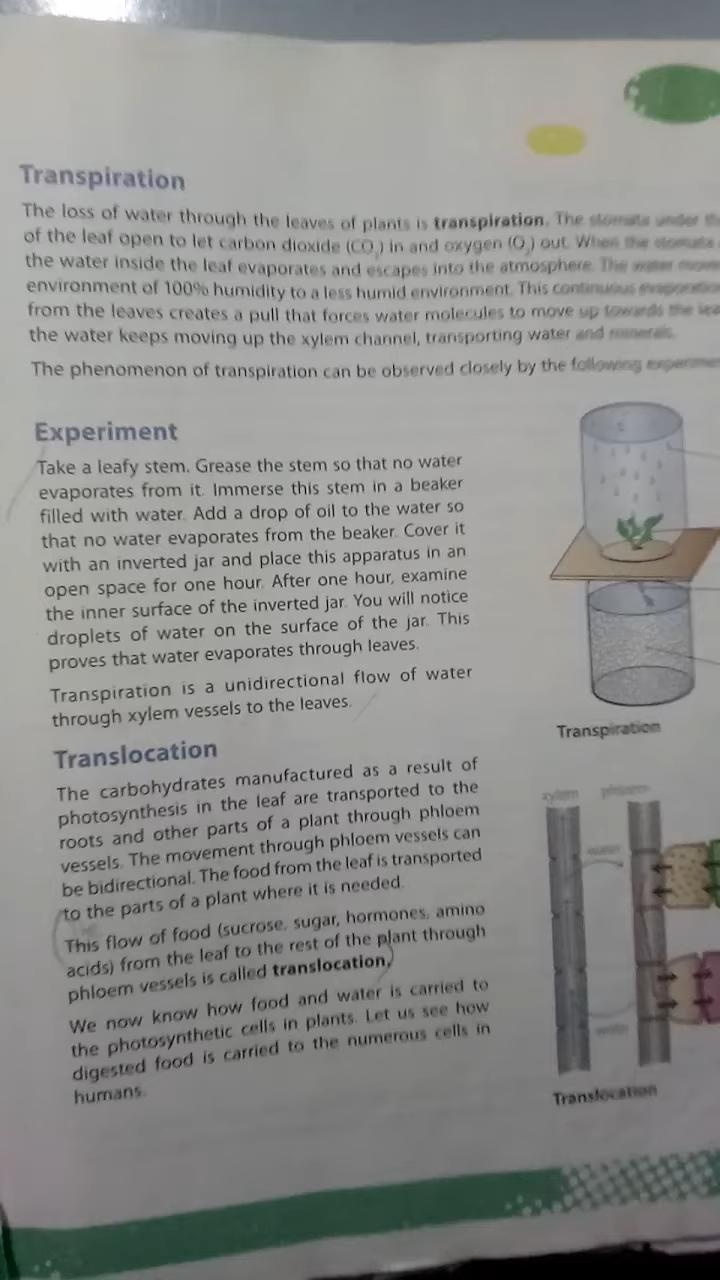 Transpiration
The loss of water through the leaves of plants is transpiration. The stomata under
of the leaf open to let carbon dioxide (CO2) in and oxygen (O2) out. When the stomata
the water inside the leaf evaporates and escapes into the atmosphere. The water
environment of 100% humidity to a less humid environment. This continuous
from the leaves creates a pull that forces water molecules to move up towards the
the water keeps moving up the xylem channel, transporting water and minerals.
The phenomenon of transpiration can be observed closely by the following
Experiment
Take a leafy stem. Grease the stem so that no water
evaporates from it. Immerse this stem in a beaker
filled with water. Add a drop of oil to the water so
that no water evaporates from the beaker. Cover it
with an inverted jar and place this apparatus in an
open space for one hour. After one hour, examine
the inner surface of the inverted jar. You will notice
droplets of water on the surface of the jar. This
proves that water evaporates through leaves.
Transpiration is a unidirectional flow of water
through xylem vessels to the leaves.
Transpiration
Translocation
The carbohydrates manufactured as a result of
photosynthesis in the leaf are transported to the
roots and other parts of a plant through phloem
vessels. The movement through phloem vessels can
be bidirectional. The food from the leaf is transported
to the parts of a plant where it is needed.
This flow of food (sucrose, sugar, hormones, amino
acids) from the leaf to the rest of the plant through
phloem vessels is called translocation.
We now know how food and water is carried to
the photosynthetic cells in plants. Let us see how
digested food is carried to the numerous cells in
humans.
xylem phloem
water
water
Translocation